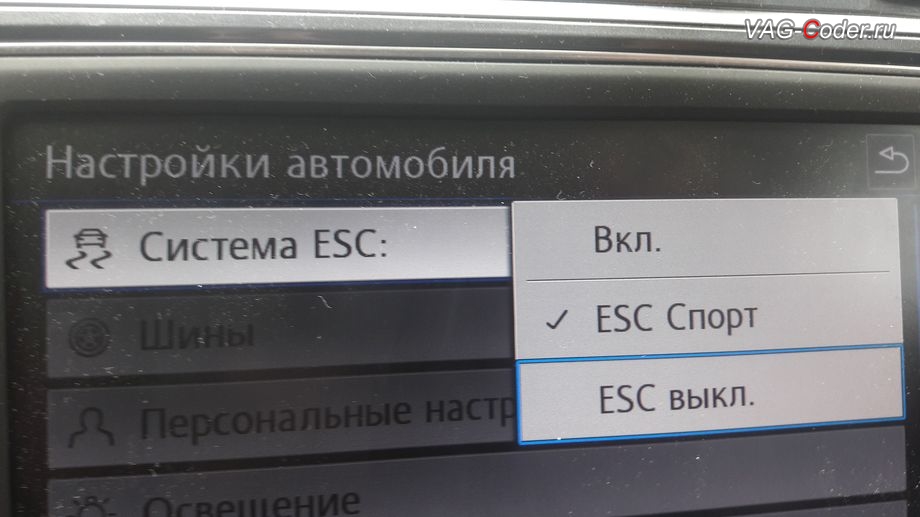 VAG-Coder.ru
Настройки автомобиля
Система ESC:
Вкл.
✓ ESC Спорт
ESC выкл.
Шины
Персональные настр
Освещение